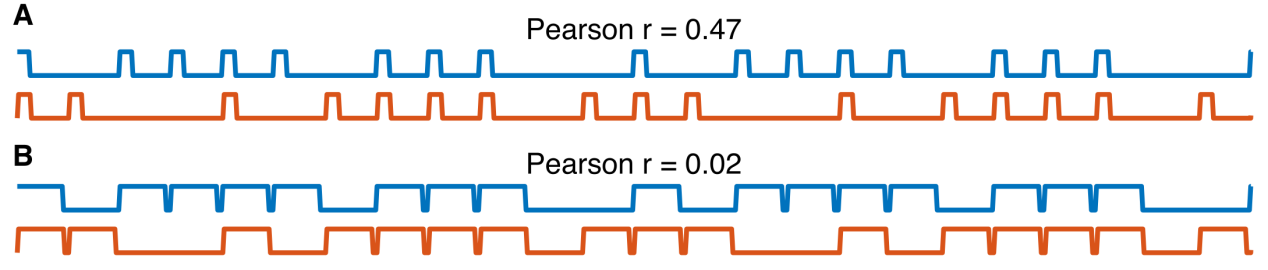 A
Pearson r = 0.47
B
Pearson r = 0.02